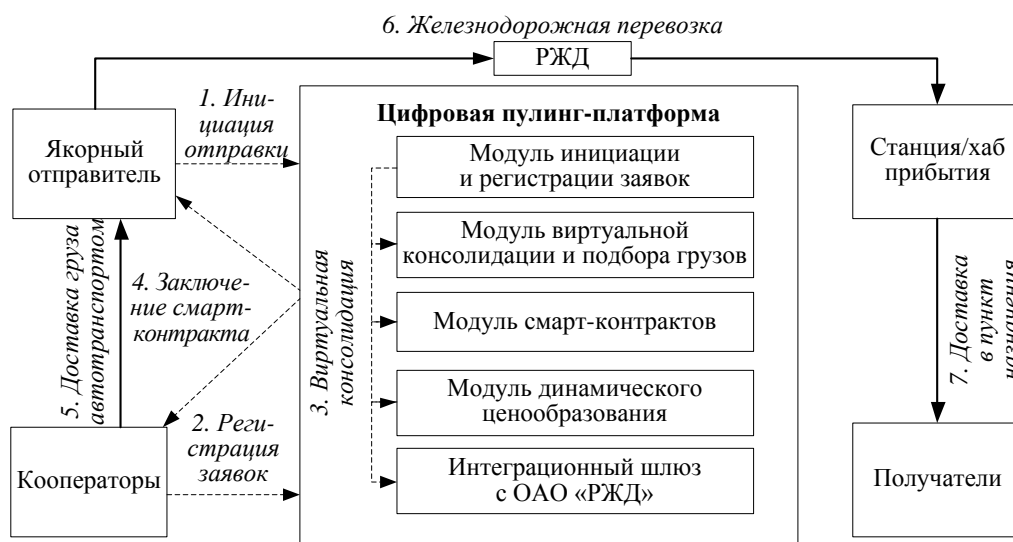 6. Железнодорожная перевозка
РЖД
1. Ини-
циация
отправки
Якорный
отправитель
Цифровая пулинг-платформа
Модуль инициации
и регистрации заявок
Модуль виртуальной
консолидации и подбора грузов
Модуль смарт-контрактов
Модуль динамического
ценообразования
Интеграционный шлюз
с ОАО «РЖД»
3. Виртуальная
консолидация
4. Заключе-
ние смарт-
контракта
5. Доставка груза
автотранспортом
2. Реги-
страция
заявок
Кооператоры
Станция/хаб
прибытия
7. Доставка
в пункт
назначения
Получатели